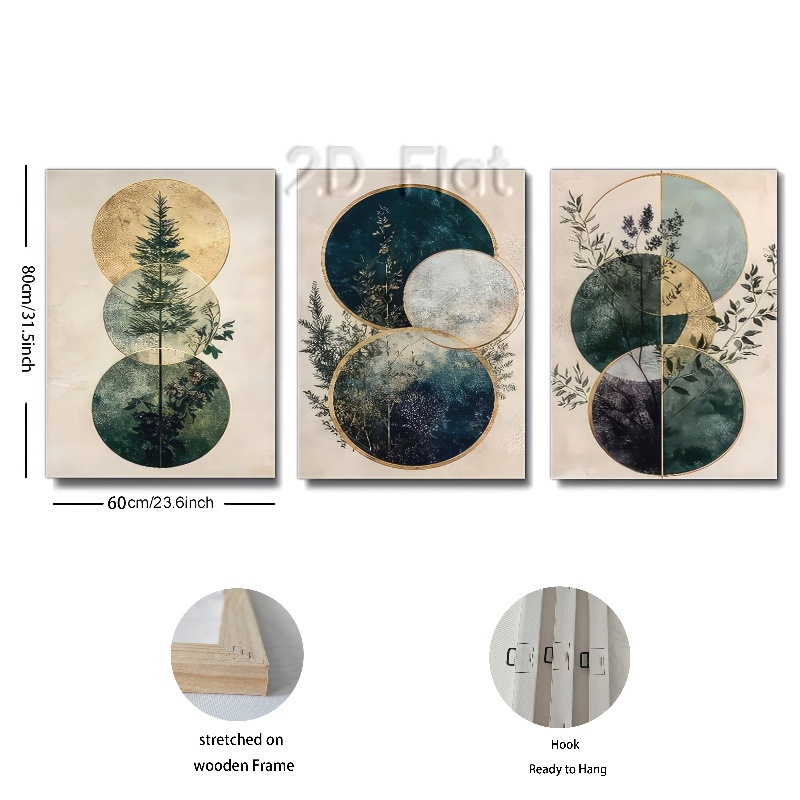 2D Flat
80cm/31.5inch
60cm/23.6inch
stretched on
wooden Frame
Hook
Ready to Hang